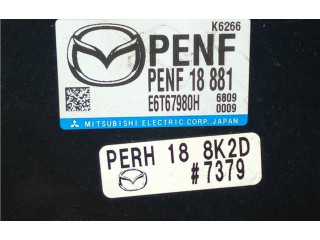 K6266
PENF
PENF 18 881
E6T67980H 6809
0009
MITSUBISHI ELECTRIC CORP. JAPAN
PERH 18 8K2D
#7379